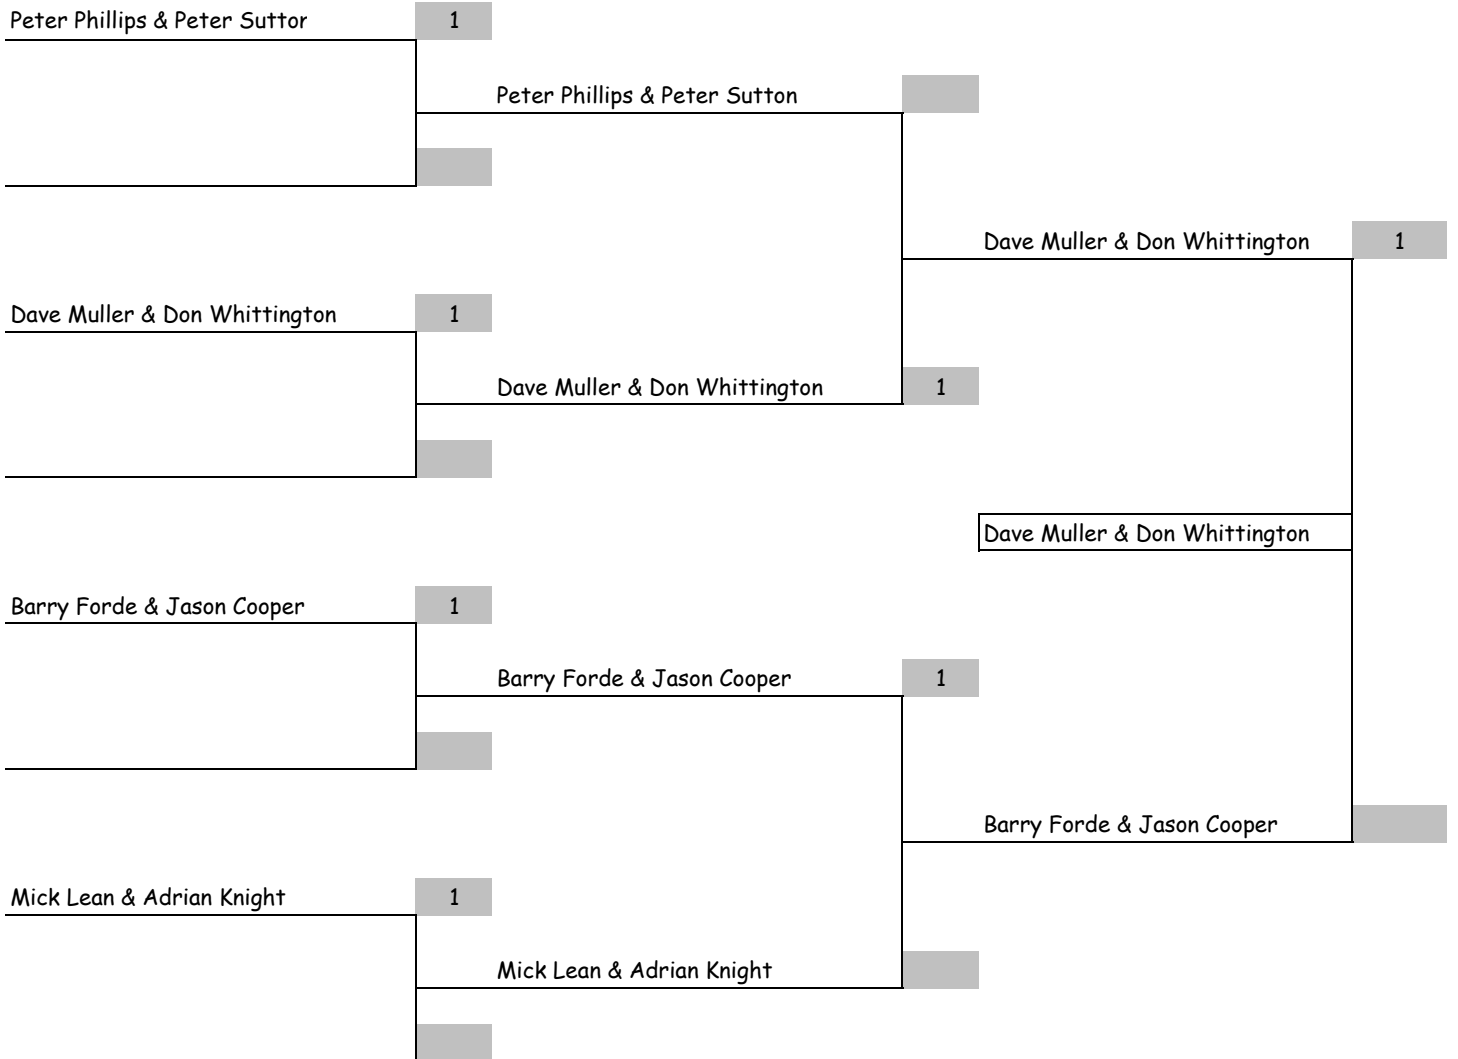 Peter Phillips & Peter Suttor 1
Peter Phillips & Peter Sutton
Dave Muller & Don Whittington 1
Dave Muller & Don Whittington 1
Dave Muller & Don Whittington 1
Dave Muller & Don Whittington
Barry Forde & Jason Cooper 1
Barry Forde & Jason Cooper 1
Barry Forde & Jason Cooper
Mick Lean & Adrian Knight 1
Mick Lean & Adrian Knight